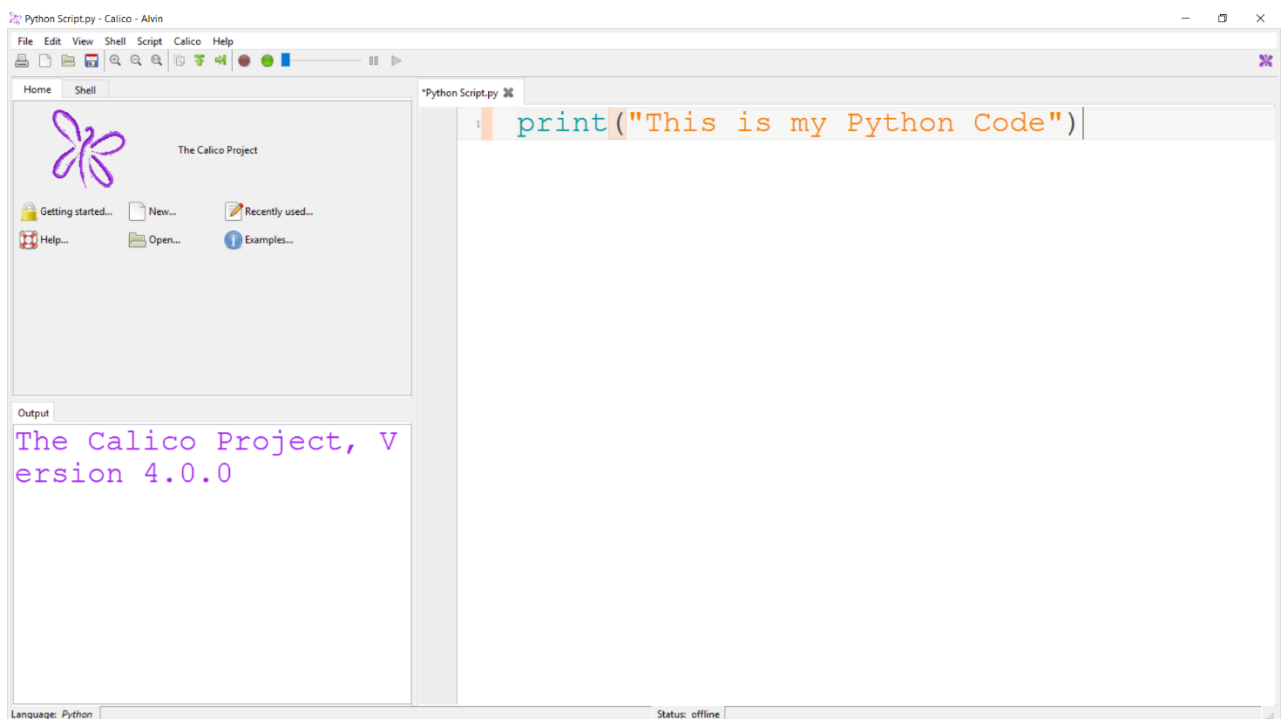 Python Script.py - Calico - Alvin
File Edit View Shell Script Calico Help
Home Shell
The Calico Project
Getting started... New... Recently used...
Help... Open... Examples...
Output
The Calico Project, V
ersion 4.0.0
*Python Script.py
1 print("This is my Python Code")
Language: Python
Status: offline